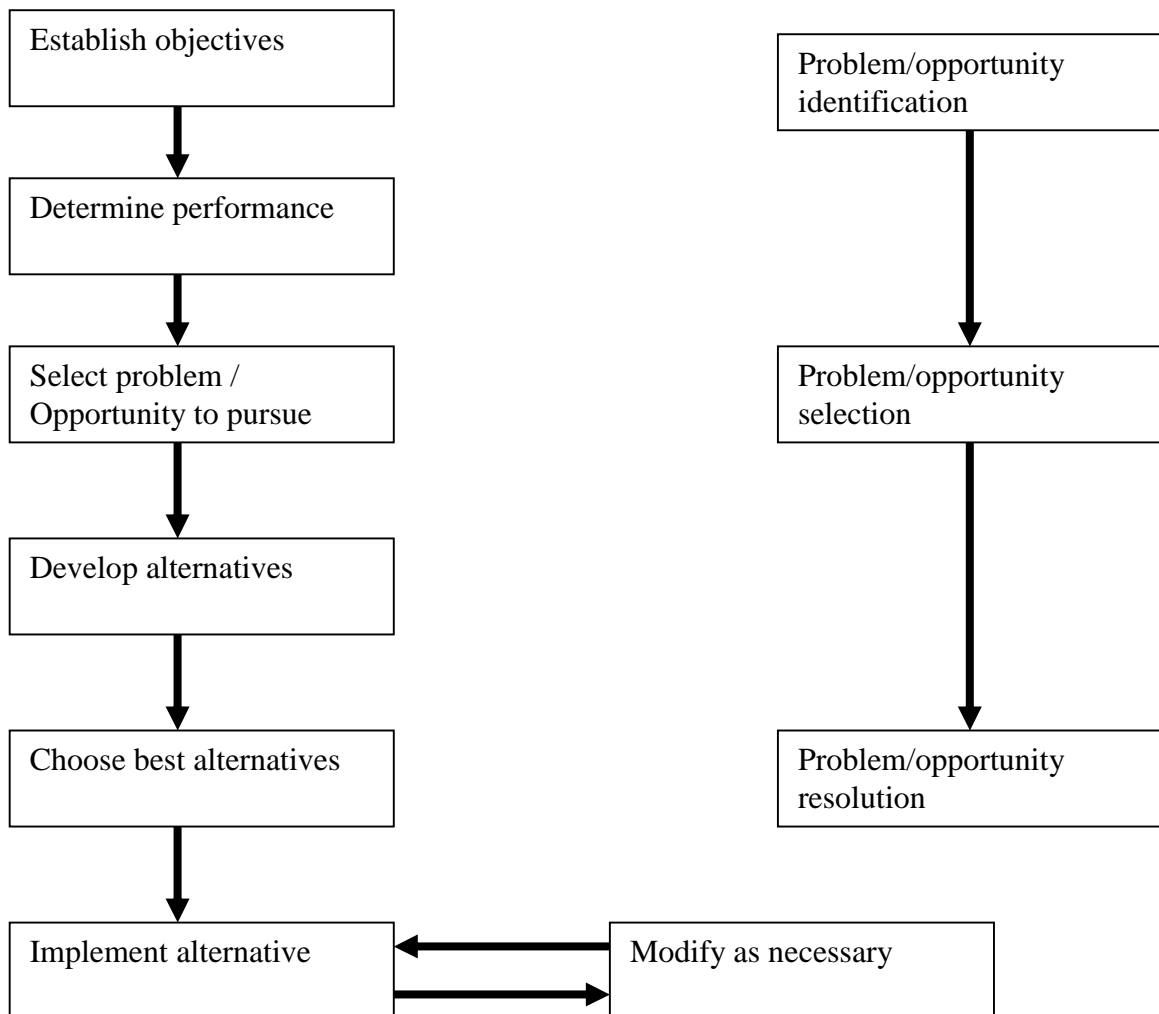 Establish objectives
Problem/opportunity
identification
Determine performance
Select problem /
Opportunity to pursue
Problem/opportunity
selection
Develop alternatives
Choose best alternatives
Problem/opportunity
resolution
Implement alternative
Modify as necessary